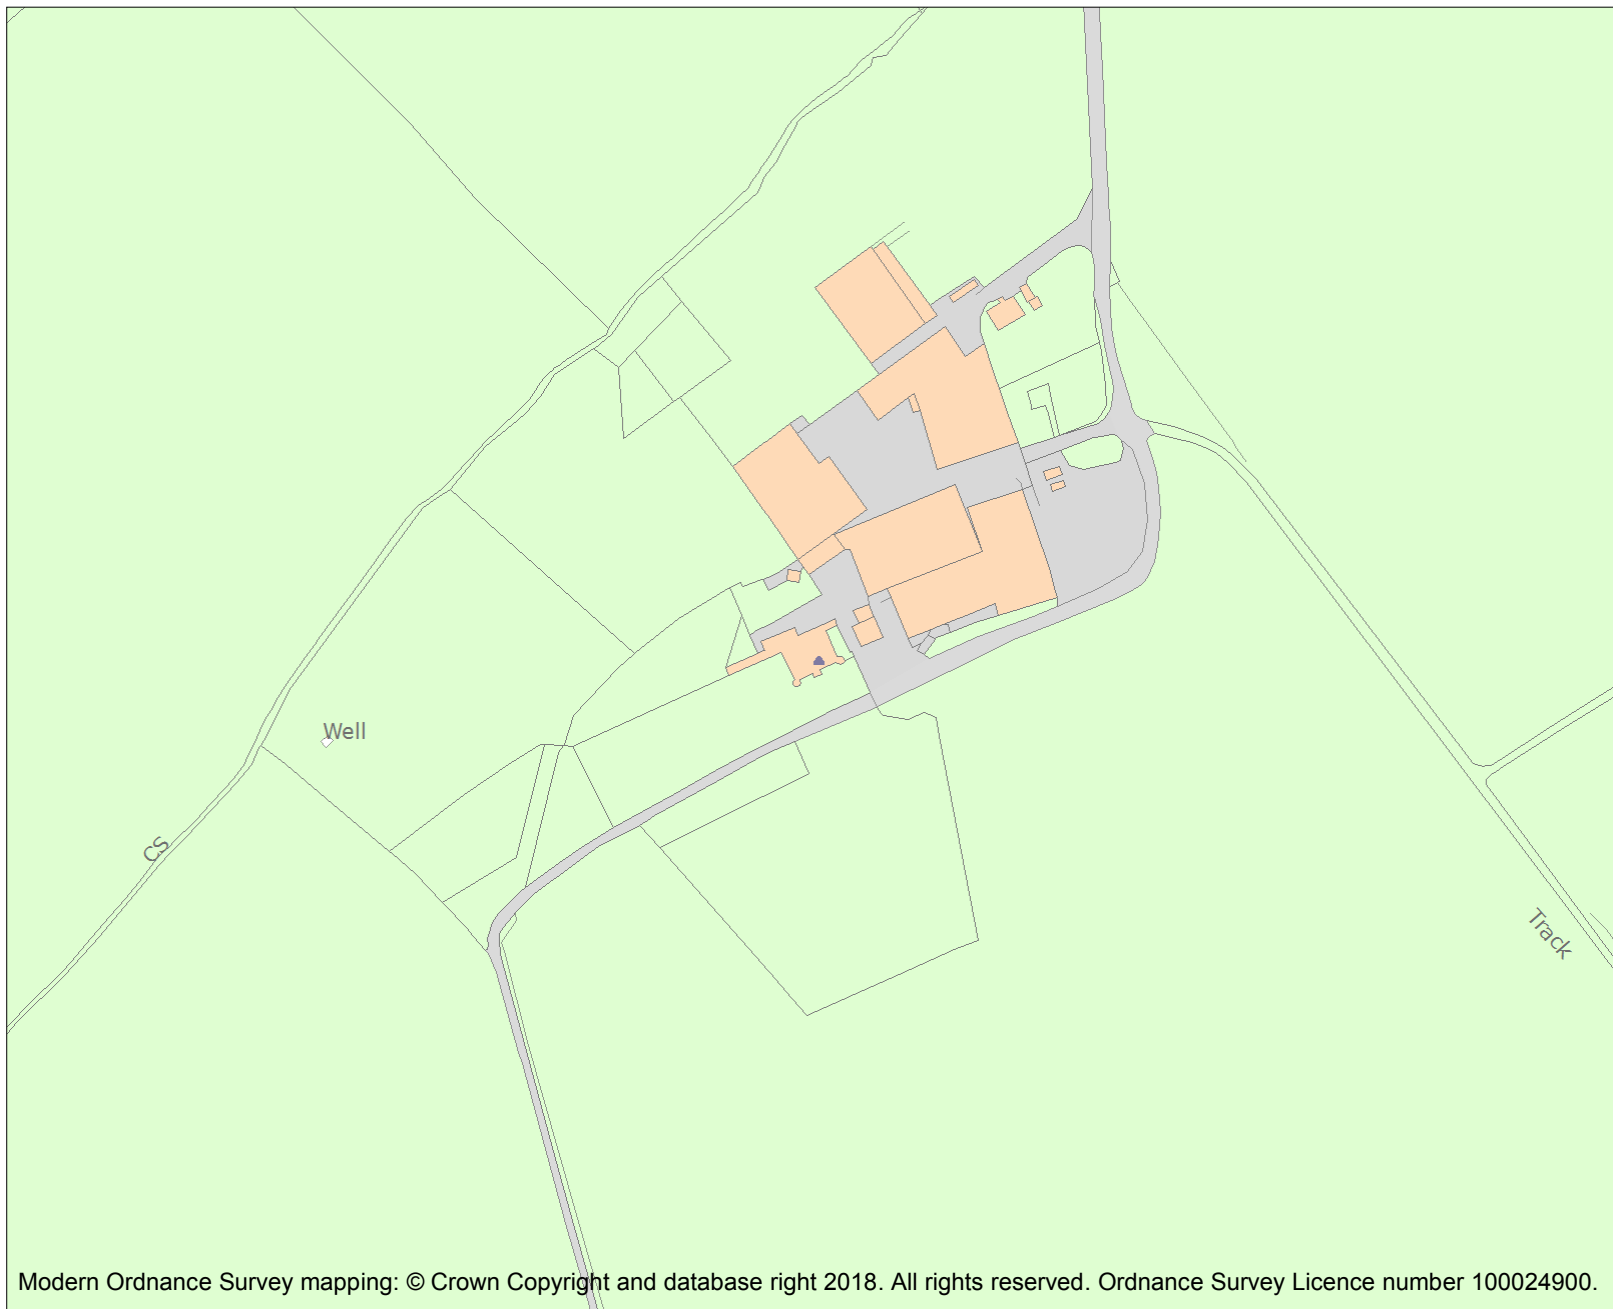 Well
CS
Track
Modern Ordnance Survey mapping: © Crown Copyright and database right 2018. All rights reserved. Ordnance Survey Licence number 100024900.